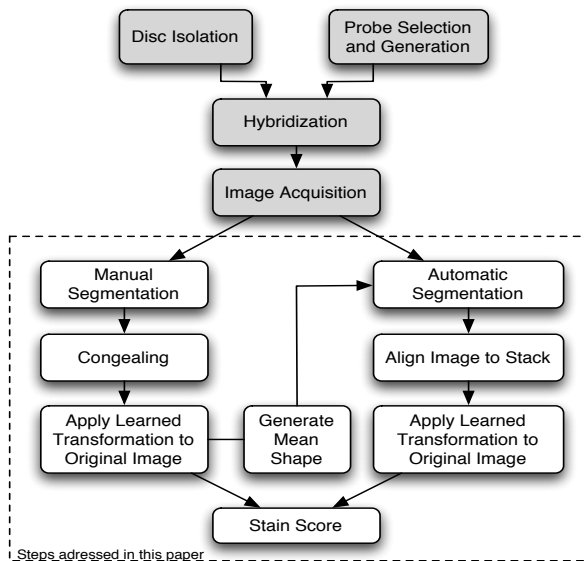 Disc Isolation
Probe Selection
and Generation
Hybridization
Image Acquisition
Manual
Segmentation
Automatic
Segmentation
Congealing
Align Image to Stack
Apply Learned
Transformation to
Original Image
Generate
Mean
Shape
Apply Learned
Transformation to
Original Image
Stain Score
Steps adressed in this paper